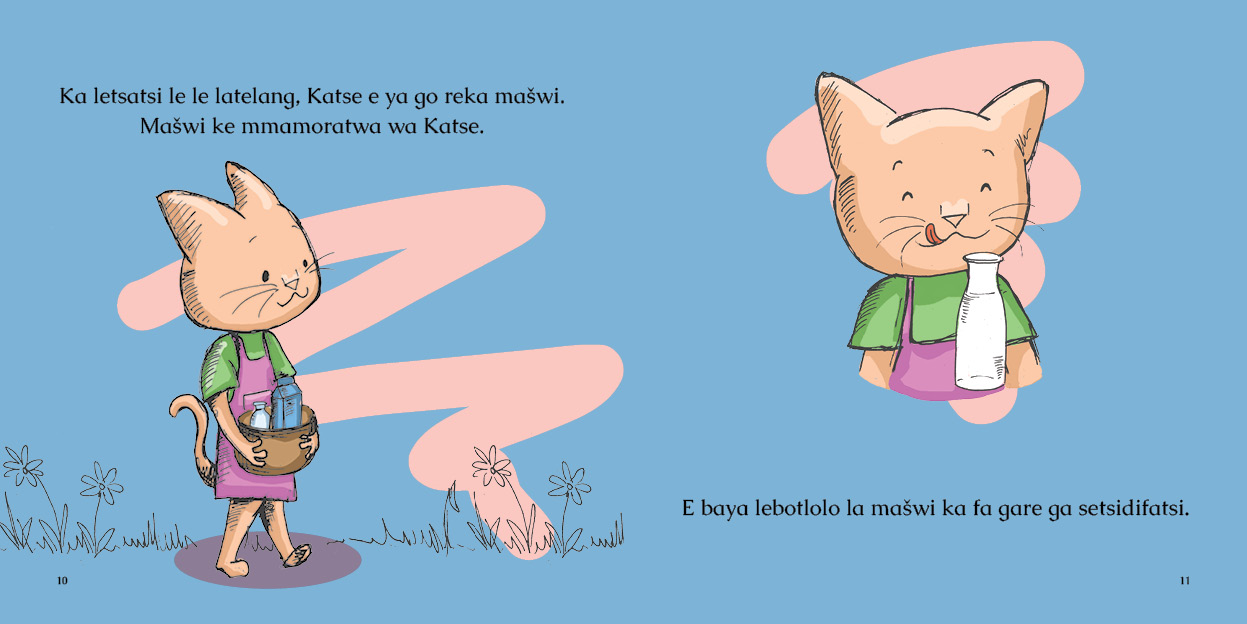 Ka letsatsi le le latelang, Katse e ya go reka mašwi.
Mašwi ke mmamoratwa wa Katse.
10
E baya lebotlolo la mašwi ka fa gare ga setsidifatsi.
11